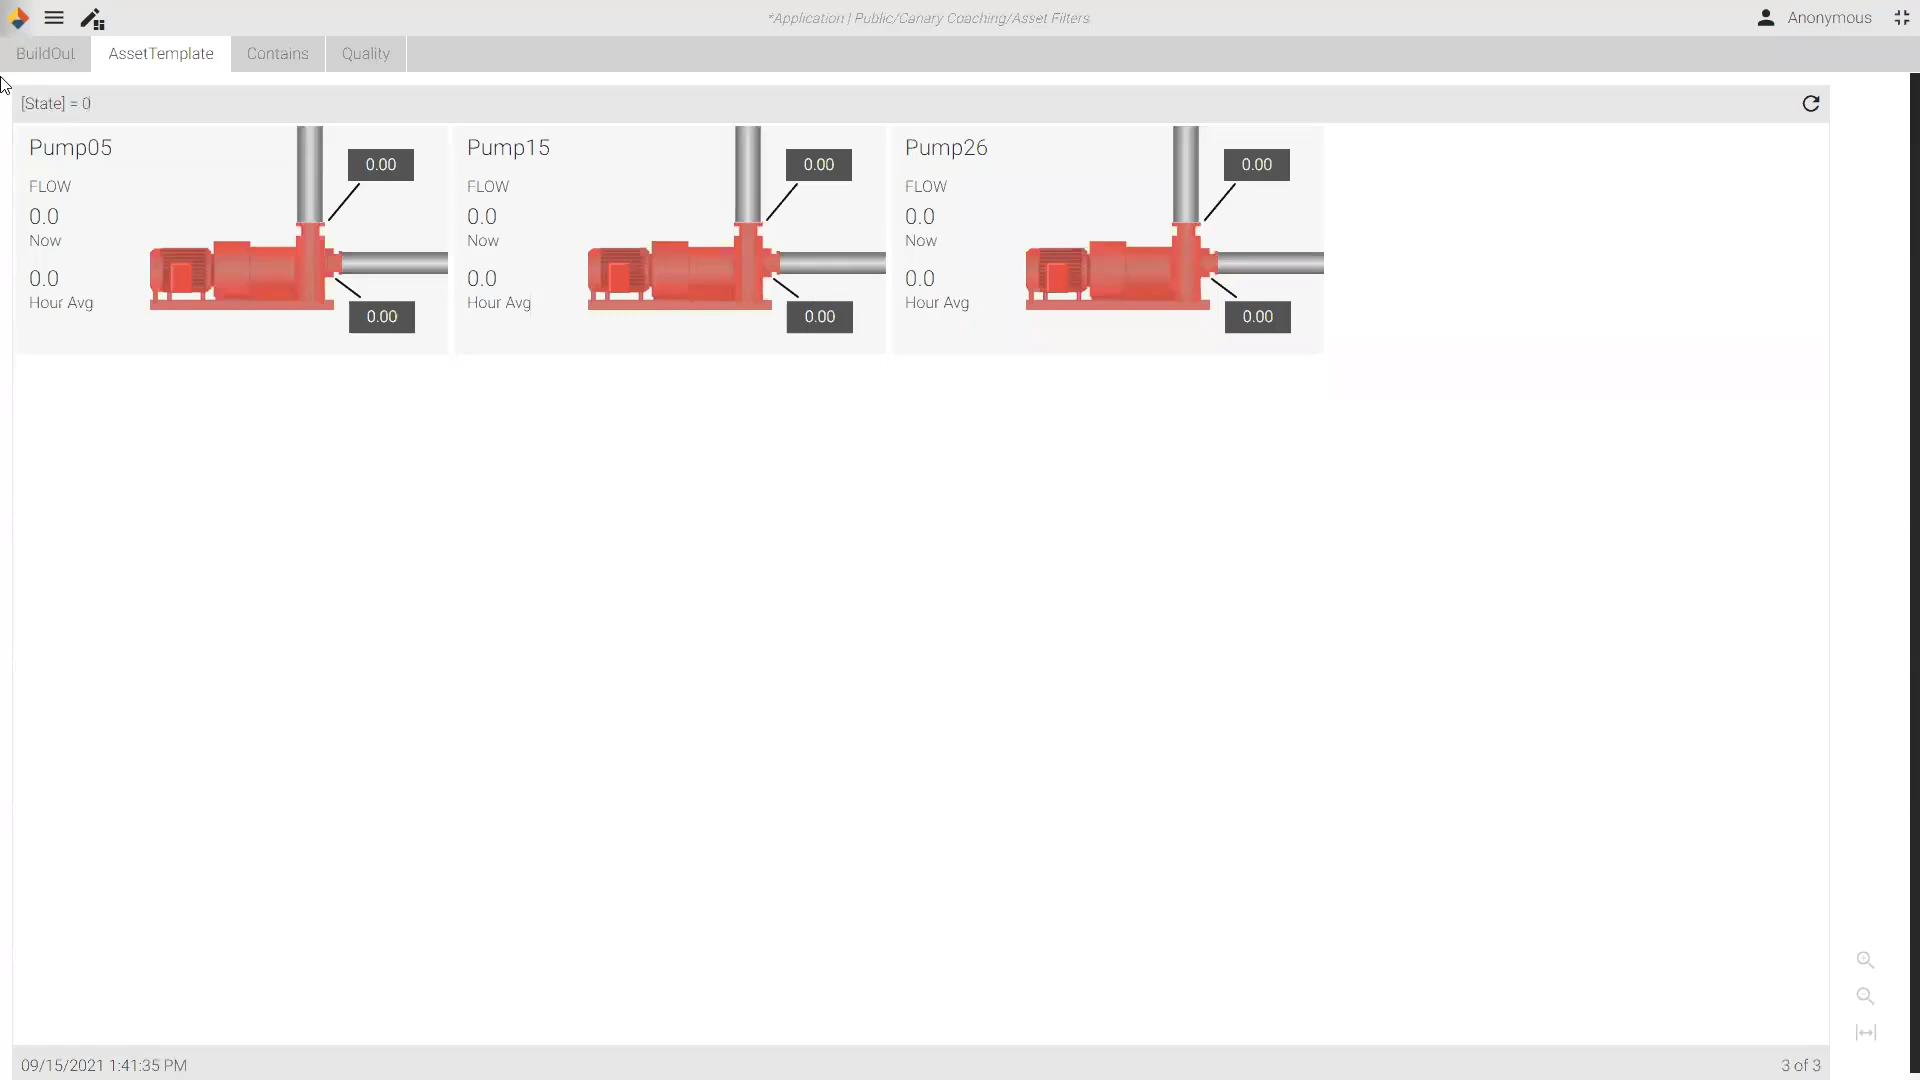 *Application | Public/Canary Coaching/Asset Filters
Anonymous
BuildOut
AssetTemplate
Contains
Quality
[State] = 0
Pump05
FLOW
0.0
Now
0.0
Hour Avg
0.00
0.00
Pump15
FLOW
0.0
Now
0.0
Hour Avg
0.00
0.00
Pump26
FLOW
0.0
Now
0.0
Hour Avg
0.00
0.00
09/15/2021 1:41:35 PM
3 of 3